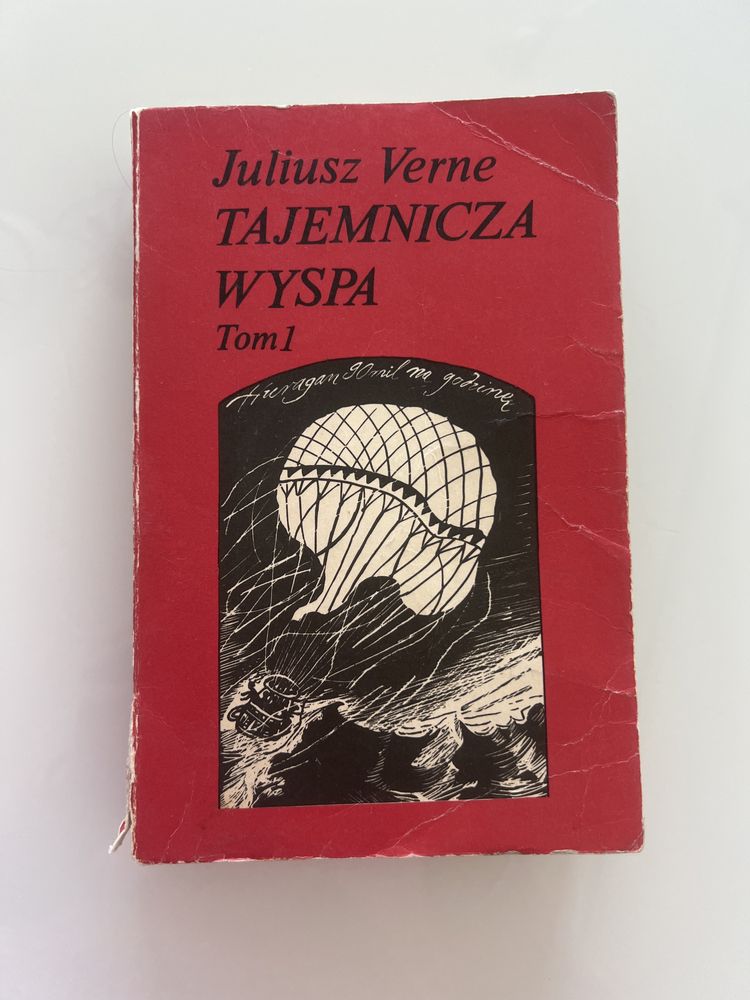 Juliusz Verne
TAJEMNICZA
WYSPA
Tom 1
Huragan 90 mil na godzinę